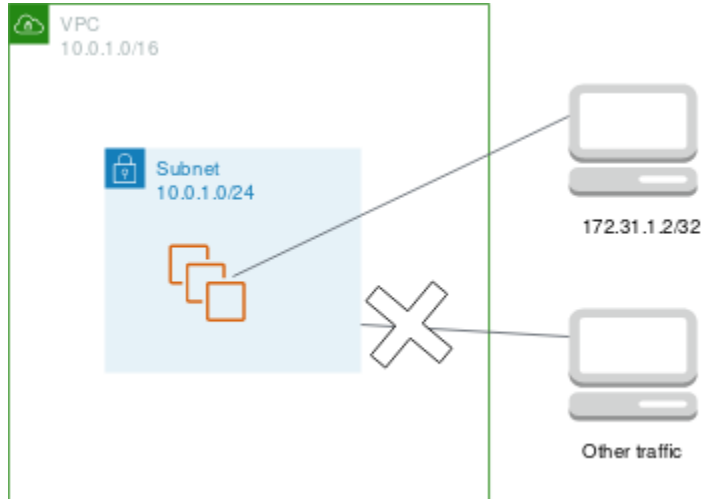 VPC
10.0.1.0/16
Subnet
10.0.1.0/24
172.31.1.2/32
Other traffic